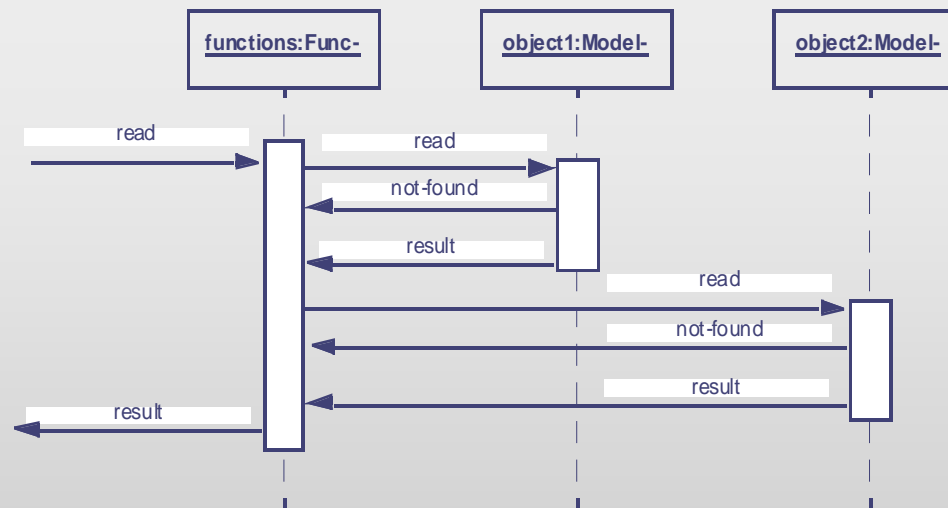 functions:Func-
object1:Model-
object2:Model-
read
read
not-found
result
read
not-found
result
result